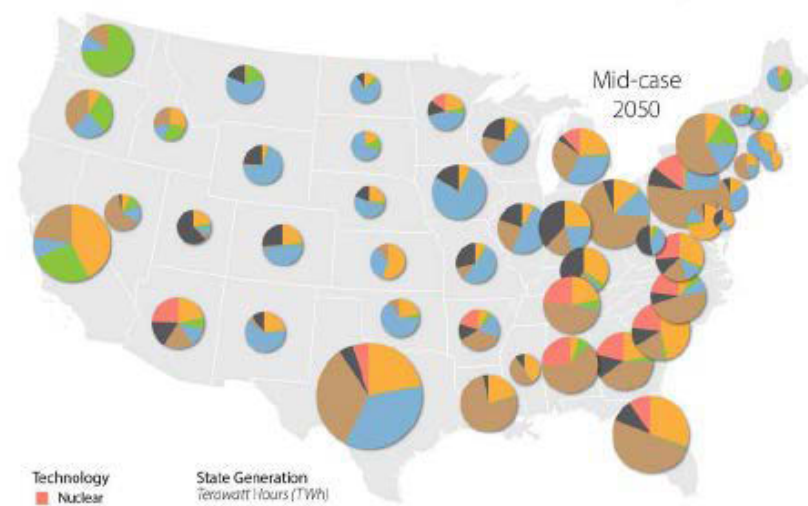 Mid-case
2050
Technology
Nuclear
State Generation
Terawatt Hours (TWh)